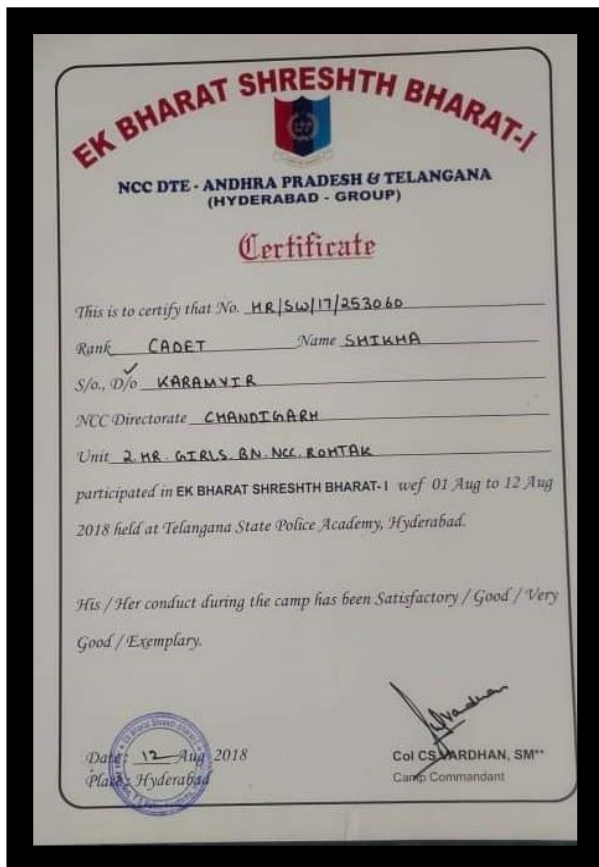 EK BHARAT SHRESHTH BHARAT-I
NCC DTE - ANDHRA PRADESH & TELANGANA
(HYDERABAD - GROUP)
Certificate
This is to certify that No. HR/SW/17/253060
Rank CADET Name SHIKHA
S/o., D/o ✓ KARAMVIR
NCC Directorate CHANDIGARH
Unit 2 HR. GIRLS. BN. NCC. ROHTAK
participated in EK BHARAT SHRESHTH BHARAT- I wef 01 Aug to 12 Aug
2018 held at Telangana State Police Academy, Hyderabad.
His / Her conduct during the camp has been Satisfactory / Good / Very
Good / Exemplary.
Date : 12 Aug 2018
Place : Hyderabad
Col CS VARDHAN, SM**
Camp Commandant